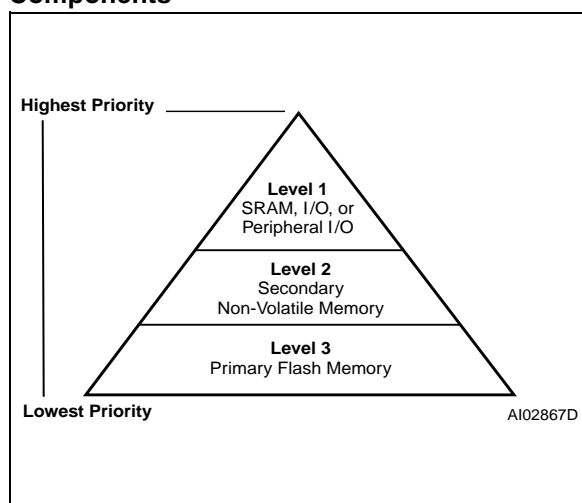 Components
Highest Priority
Level 1
SRAM, I/O, or
Peripheral I/O
Level 2
Secondary
Non-Volatile Memory
Level 3
Primary Flash Memory
Lowest Priority
AI02867D